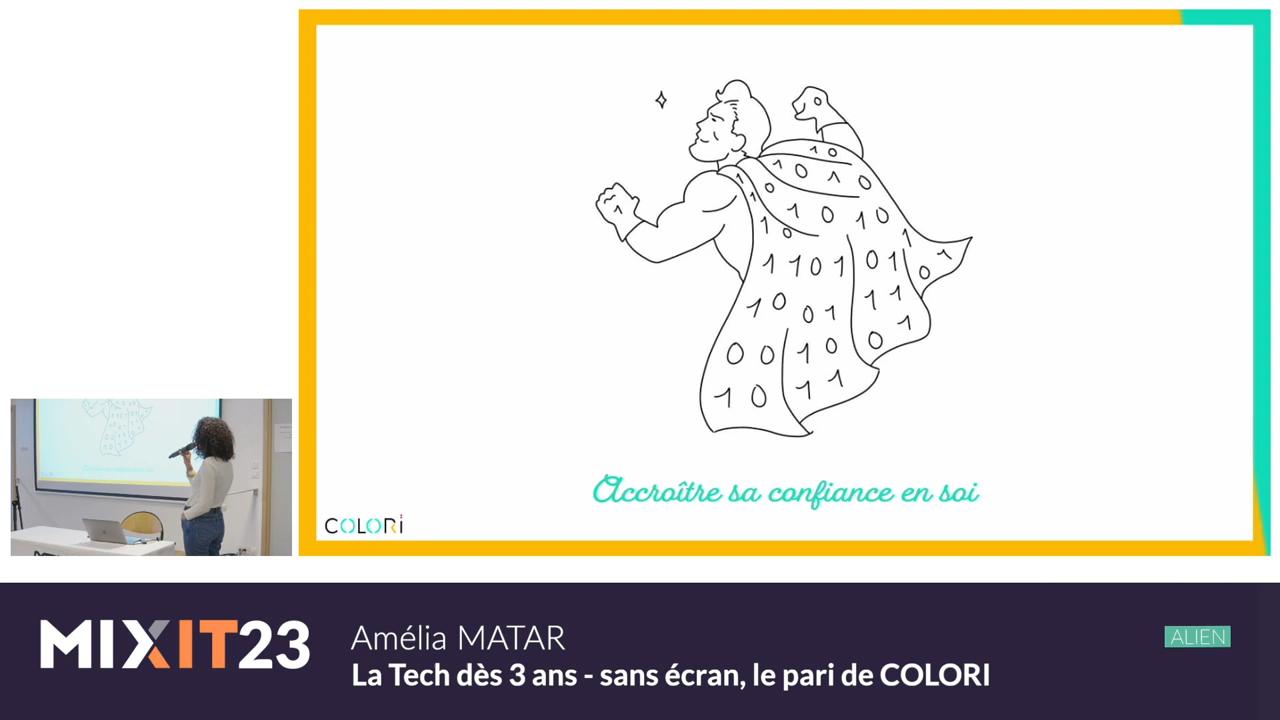 1 0
1 0 1 0
1 0
1
1 0 1 0
1 0 1
1 1 0 1 0 1 0 1
1 0 0 1 1 1
0 0 1 0 0 1
1 0 1 1
1
Accroître sa confiance en soi
COLORi
MIXIT23
Amélia MATAR
La Tech dès 3 ans - sans écran, le pari de COLORI
ALIEN